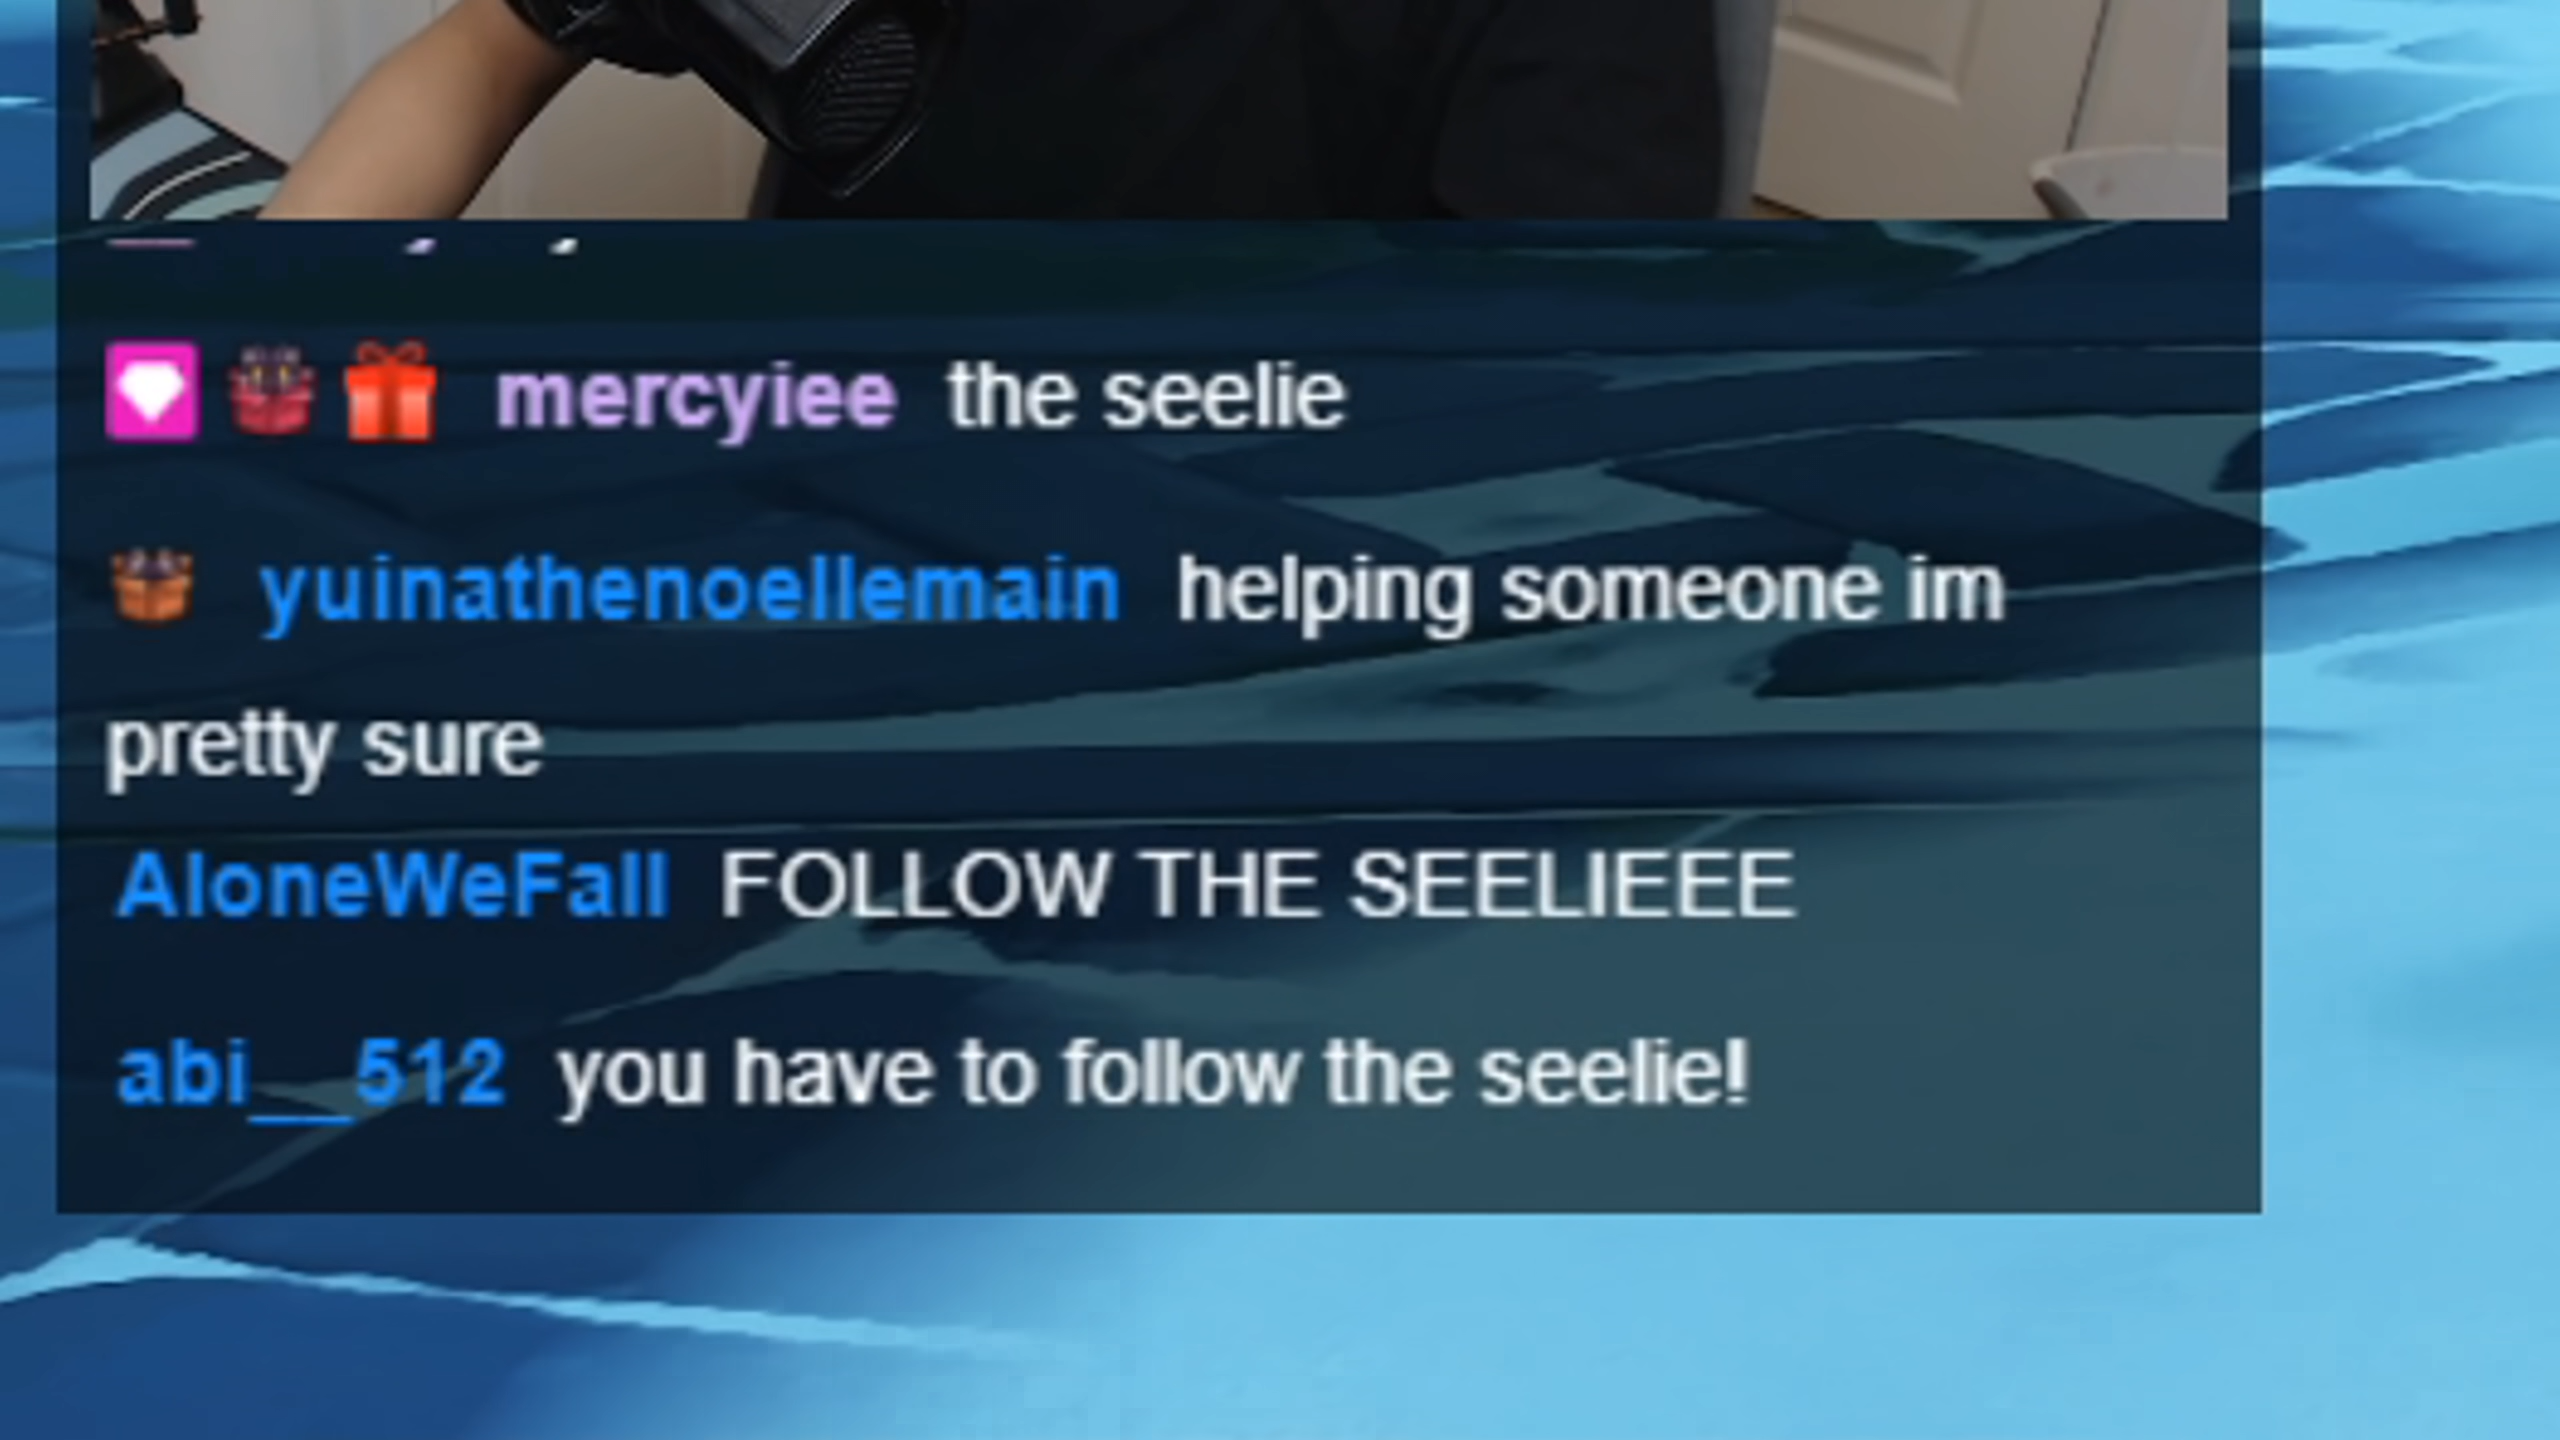 mercyiee the seelie
yuinathenoellemain helping someone im
pretty sure
AloneWeFall FOLLOW THE SEELIEEE
abi__512 you have to follow the seelie!